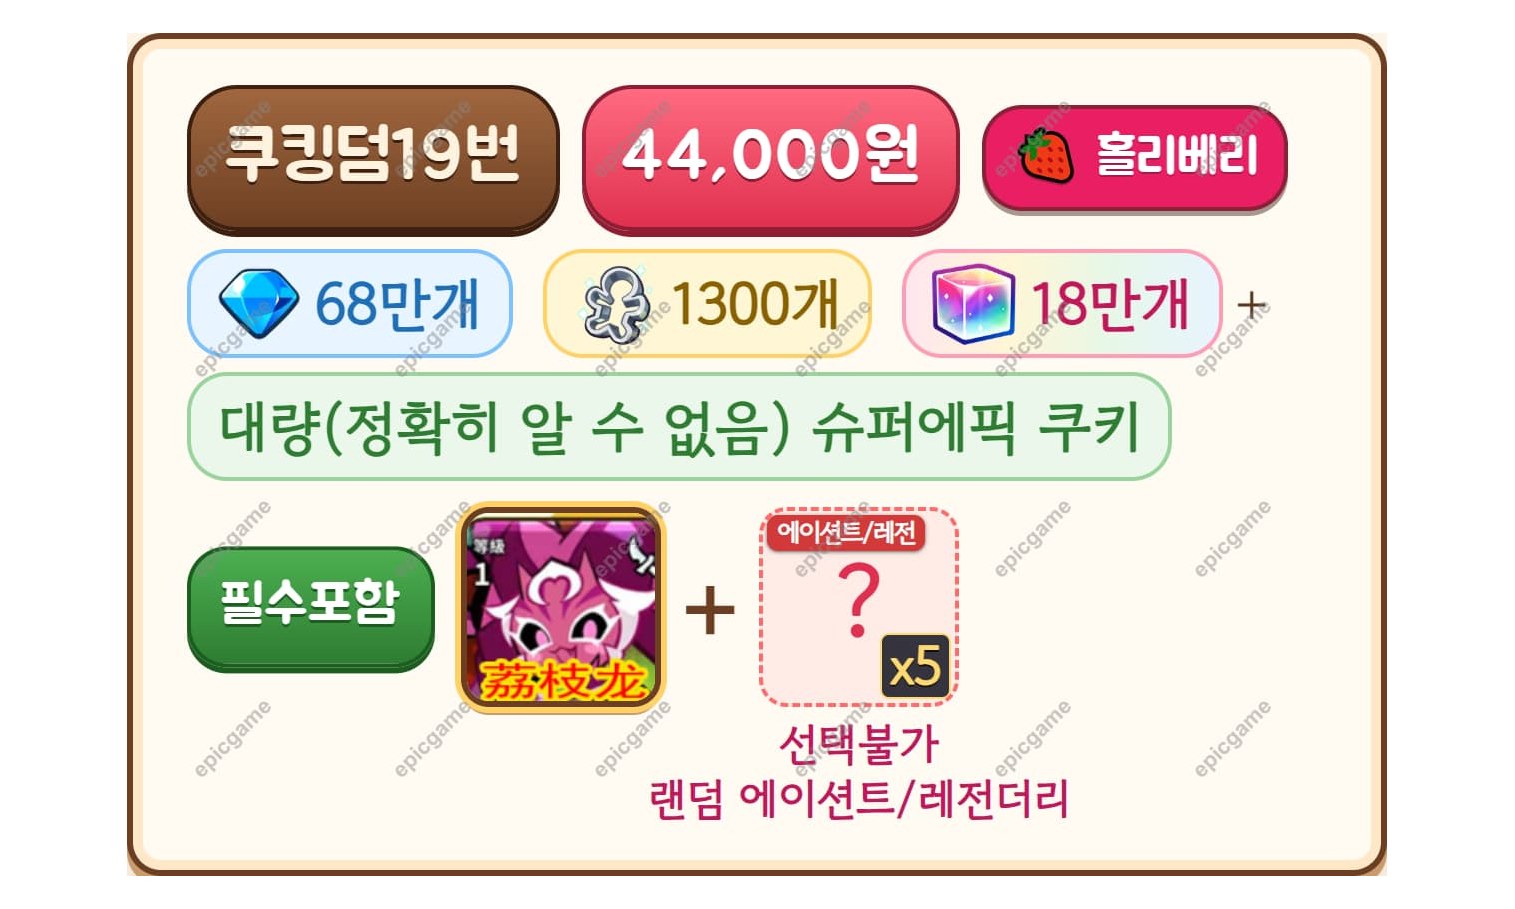 쿠킹덤19번 44,000원 홀리베리
68만개 1300개 18만개 +
대량(정확히 알 수 없음) 슈퍼에픽 쿠키
필수포함 等級 1 荔枝龙 + 에이션트/레전 ? x5
선택불가
랜덤 에이션트/레전더리
epicgame